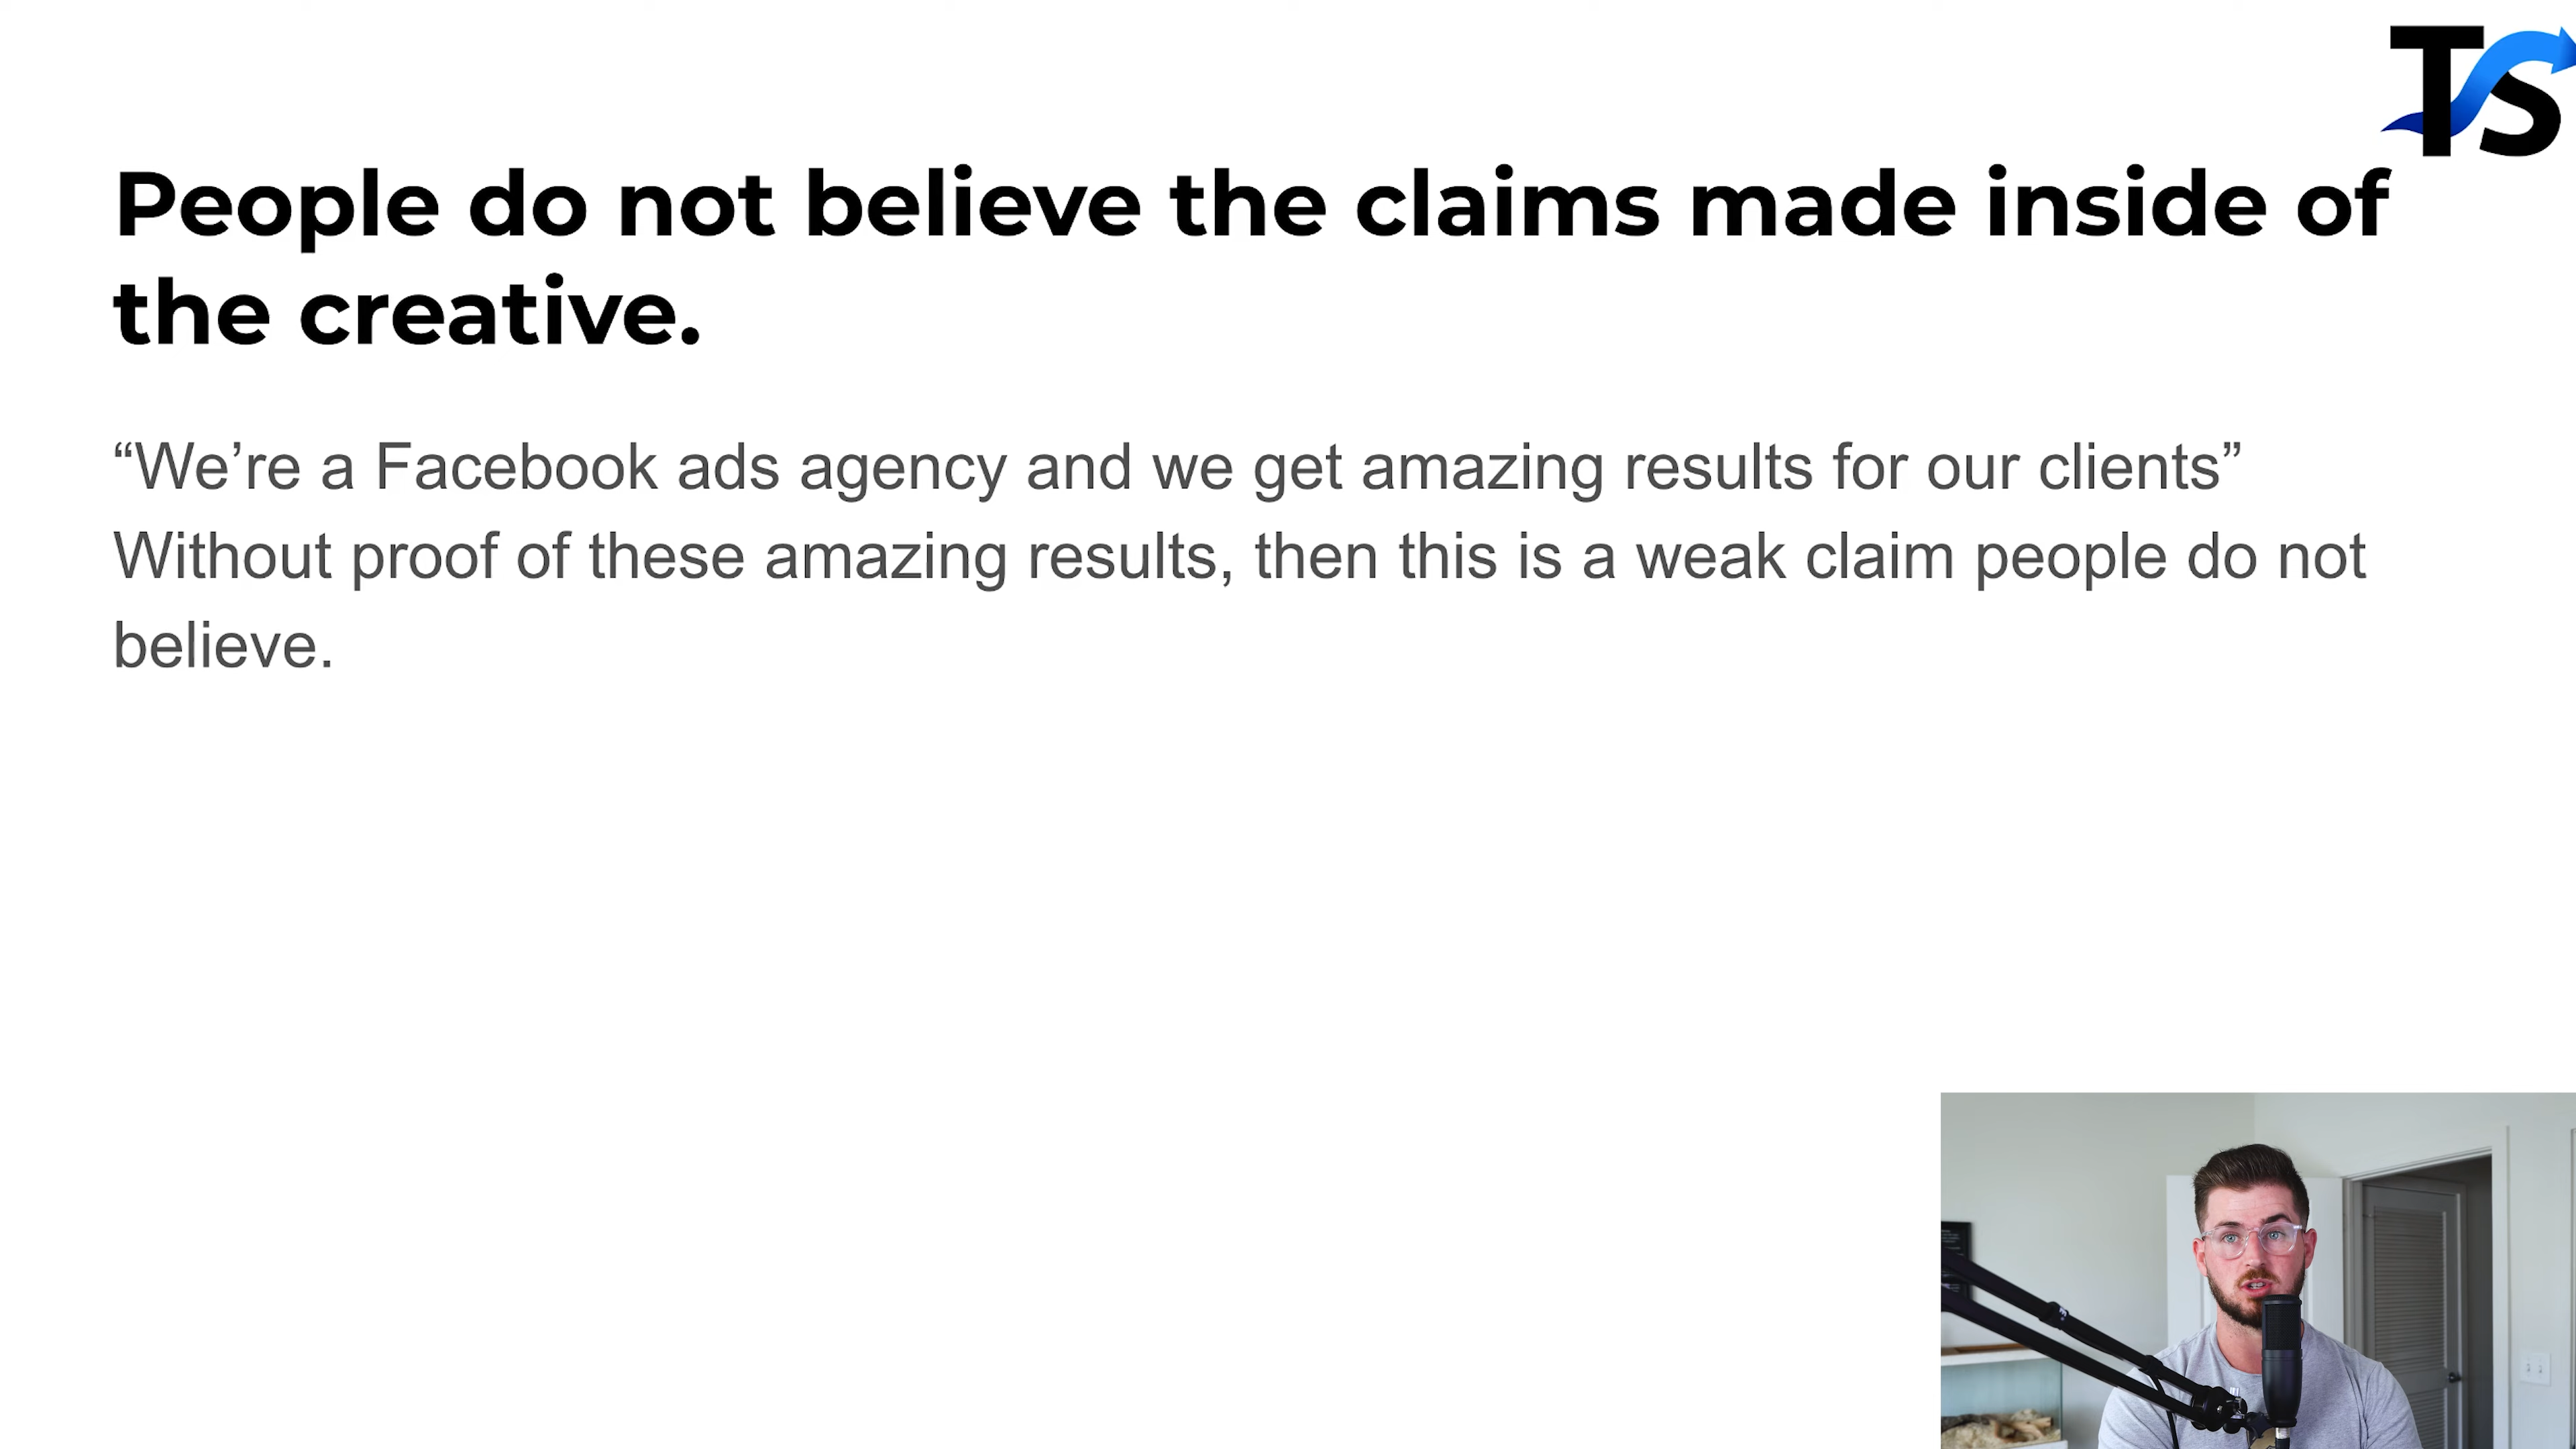 TS
People do not believe the claims made inside of
the creative.
“We’re a Facebook ads agency and we get amazing results for our clients”
Without proof of these amazing results, then this is a weak claim people do not
believe.